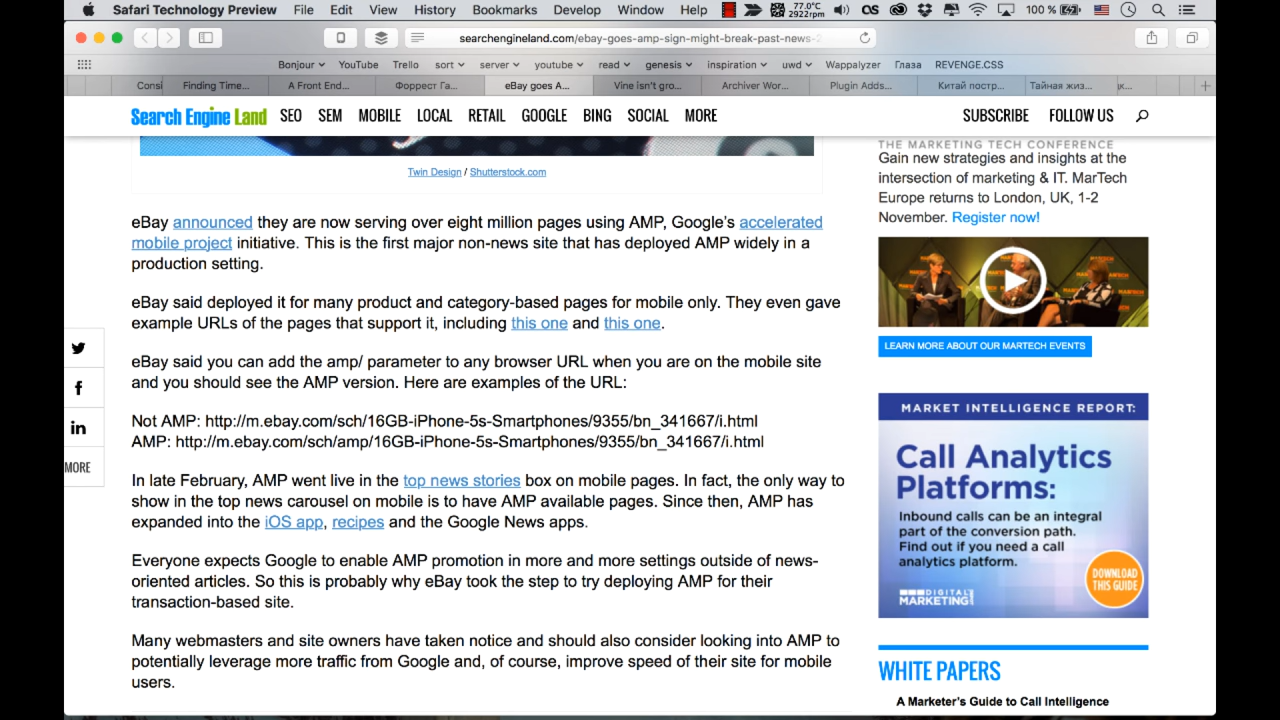 Safari Technology Preview File Edit View History Bookmarks Develop Window Help 77.0°C 2922rpm 100 %
searchengineland.com/ebay-goes-amp-sign-might-break-past-news-2
Bonjour YouTube Trello sort server youtube read genesis inspiration uwd Wappalyzer Глаза REVENGE.CSS
Consi Finding Time... A Front End... Форрест Га... eBay goes A... Vine isn't gro... Archiver Wor... Plugin Adds... Китай постр... Тайная жиз...
Search Engine Land SEO SEM MOBILE LOCAL RETAIL GOOGLE BING SOCIAL MORE SUBSCRIBE FOLLOW US
Twin Design / Shutterstock.com
eBay announced they are now serving over eight million pages using AMP, Google's accelerated
mobile project initiative. This is the first major non-news site that has deployed AMP widely in a
production setting.
eBay said deployed it for many product and category-based pages for mobile only. They even gave
example URLs of the pages that support it, including this one and this one.
eBay said you can add the amp/ parameter to any browser URL when you are on the mobile site
and you should see the AMP version. Here are examples of the URL:
Not AMP: http://m.ebay.com/sch/16GB-iPhone-5s-Smartphones/9355/bn_341667/i.html
AMP: http://m.ebay.com/sch/amp/16GB-iPhone-5s-Smartphones/9355/bn_341667/i.html
In late February, AMP went live in the top news stories box on mobile pages. In fact, the only way to
show in the top news carousel on mobile is to have AMP available pages. Since then, AMP has
expanded into the iOS app, recipes and the Google News apps.
Everyone expects Google to enable AMP promotion in more and more settings outside of news-
oriented articles. So this is probably why eBay took the step to try deploying AMP for their
transaction-based site.
Many webmasters and site owners have taken notice and should also consider looking into AMP to
potentially leverage more traffic from Google and, of course, improve speed of their site for mobile
users.
MORE
THE MARKETING TECH CONFERENCE
Gain new strategies and insights at the
intersection of marketing & IT. MarTech
Europe returns to London, UK, 1-2
November. Register now!
LEARN MORE ABOUT OUR MARTECH EVENTS
MARKET INTELLIGENCE REPORT:
Call Analytics
Platforms:
Inbound calls can be an integral
part of the conversion path.
Find out if you need a call
analytics platform.
DOWNLOAD
THIS GUIDE
DIGITAL
MARKETING
WHITE PAPERS
A Marketer's Guide to Call Intelligence